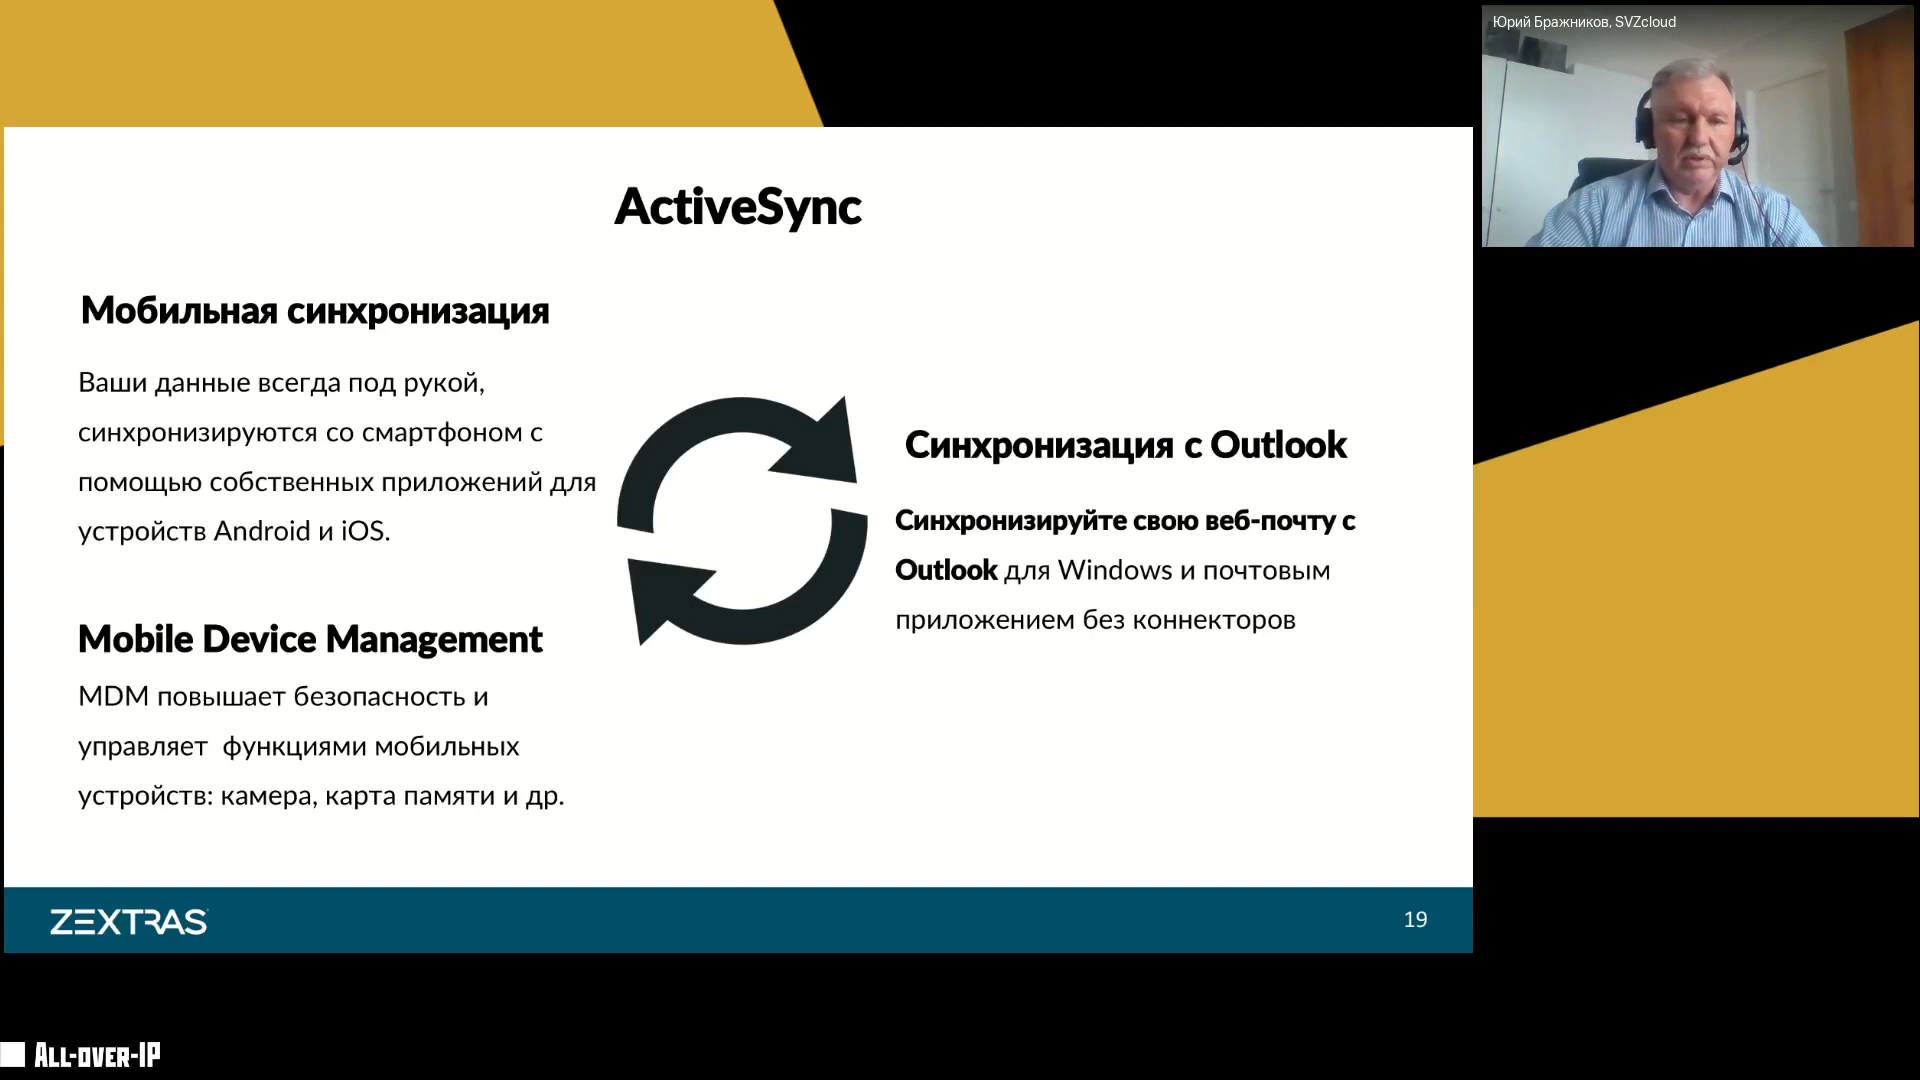 Юрий Бражников, SVZcloud
ActiveSync
Мобильная синхронизация
Ваши данные всегда под рукой,
синхронизируются со смартфоном с
помощью собственных приложений для
устройств Android и iOS.
Mobile Device Management
MDM повышает безопасность и
управляет функциями мобильных
устройств: камера, карта памяти и др.
Синхронизация с Outlook
Синхронизируйте свою веб-почту с
Outlook для Windows и почтовым
приложением без коннекторов
ZEXTRAS
19
ALL-OVER-IP